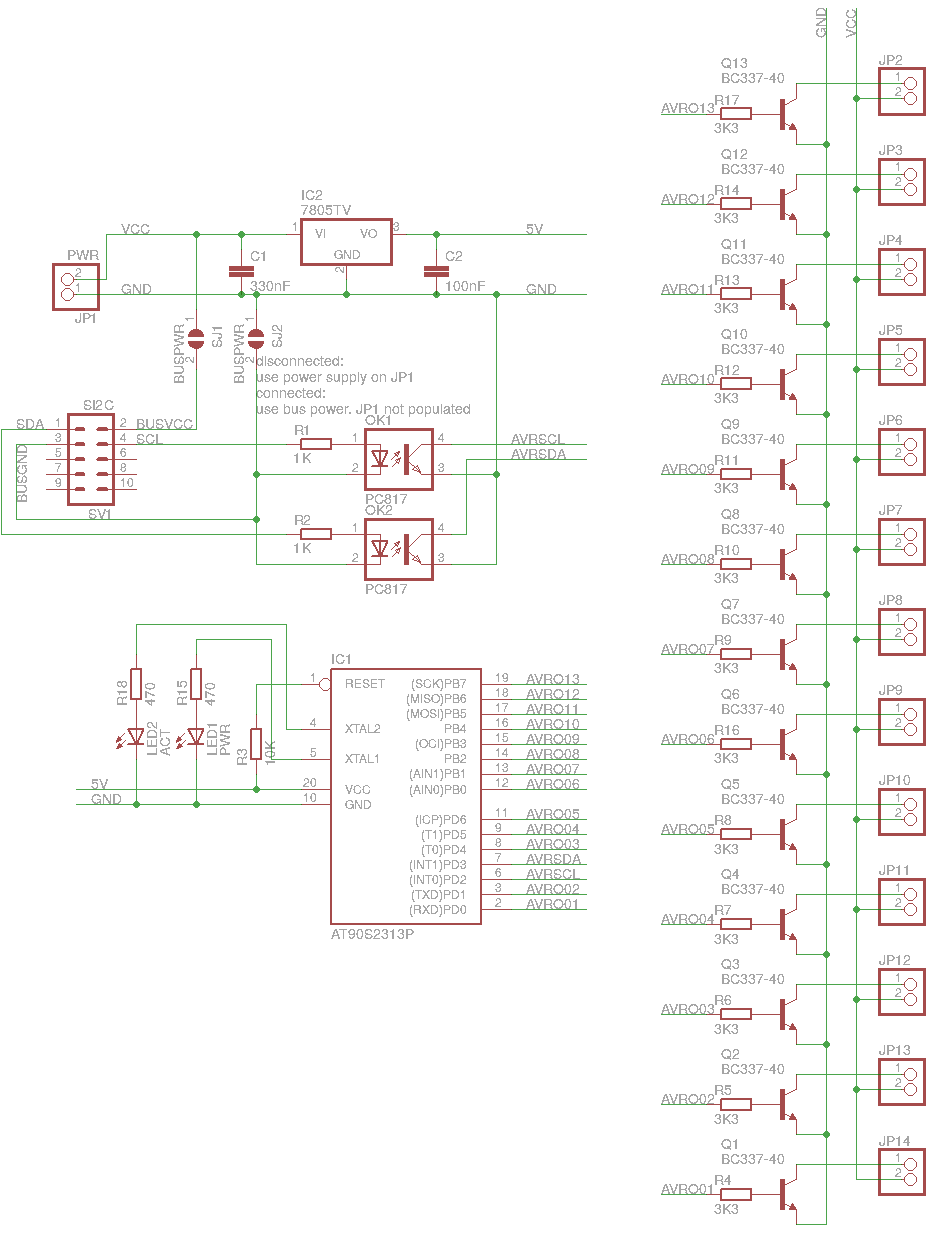 IC2
7805TV
VCC
1
VI
VO
3
5V
GND
2
PWR
2
1
JP1
GND
C1
330nF
C2
100nF
GND
BUSPWR
1
2
SJ1
BUSPWR
1
2
SJ2
disconnected:
use power supply on JP1
connected:
use bus power. JP1 not populated
SI2C
SDA
1
2
BUSVCC
3
4
SCL
5
6
7
8
9
10
BUSGND
SV1
R1
1K
OK1
1
2
4
3
PC817
AVRSCL
AVRSDA
R2
1K
OK2
1
2
4
3
PC817
R18
470
R15
470
LED2
ACT
LED1
PWR
R3
10K
5V
GND
IC1
1
RESET
4
XTAL2
5
XTAL1
20
VCC
10
GND
(SCK)PB7
19
AVRO13
(MISO)PB6
18
AVRO12
(MOSI)PB5
17
AVRO11
PB4
16
AVRO10
(OCI)PB3
15
AVRO09
PB2
14
AVRO08
(AIN1)PB1
13
AVRO07
(AIN0)PB0
12
AVRO06
(ICP)PD6
11
AVRO05
(T1)PD5
9
AVRO04
(T0)PD4
8
AVRO03
(INT1)PD3
7
AVRSDA
(INT0)PD2
6
AVRSCL
(TXD)PD1
3
AVRO02
(RXD)PD0
2
AVRO01
AT90S2313P
GND
VCC
Q13
BC337-40
AVRO13
R17
3K3
JP2
1
2
Q12
BC337-40
AVRO12
R14
3K3
JP3
1
2
Q11
BC337-40
AVRO11
R13
3K3
JP4
1
2
Q10
BC337-40
AVRO10
R12
3K3
JP5
1
2
Q9
BC337-40
AVRO09
R11
3K3
JP6
1
2
Q8
BC337-40
AVRO08
R10
3K3
JP7
1
2
Q7
BC337-40
AVRO07
R9
3K3
JP8
1
2
Q6
BC337-40
AVRO06
R16
3K3
JP9
1
2
Q5
BC337-40
AVRO05
R8
3K3
JP10
1
2
Q4
BC337-40
AVRO04
R7
3K3
JP11
1
2
Q3
BC337-40
AVRO03
R6
3K3
JP12
1
2
Q2
BC337-40
AVRO02
R5
3K3
JP13
1
2
Q1
BC337-40
AVRO01
R4
3K3
JP14
1
2